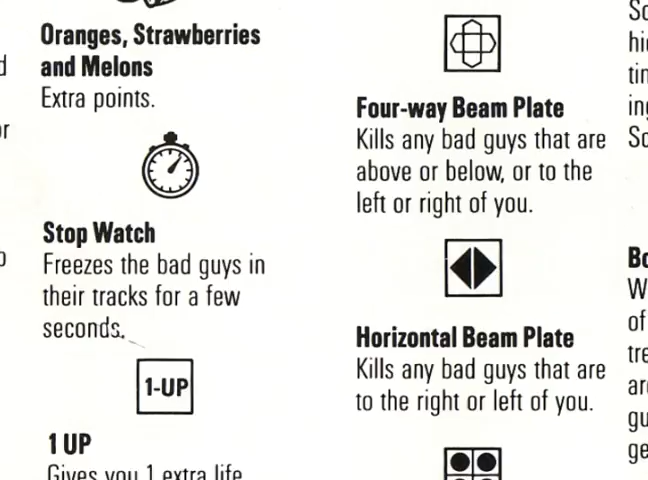 Oranges, Strawberries
and Melons
Extra points.
Stop Watch
Freezes the bad guys in
their tracks for a few
seconds.
1-UP
1 UP
Gives you 1 extra life
Four-way Beam Plate
Kills any bad guys that are
above or below, or to the
left or right of you.
Horizontal Beam Plate
Kills any bad guys that are
to the right or left of you.